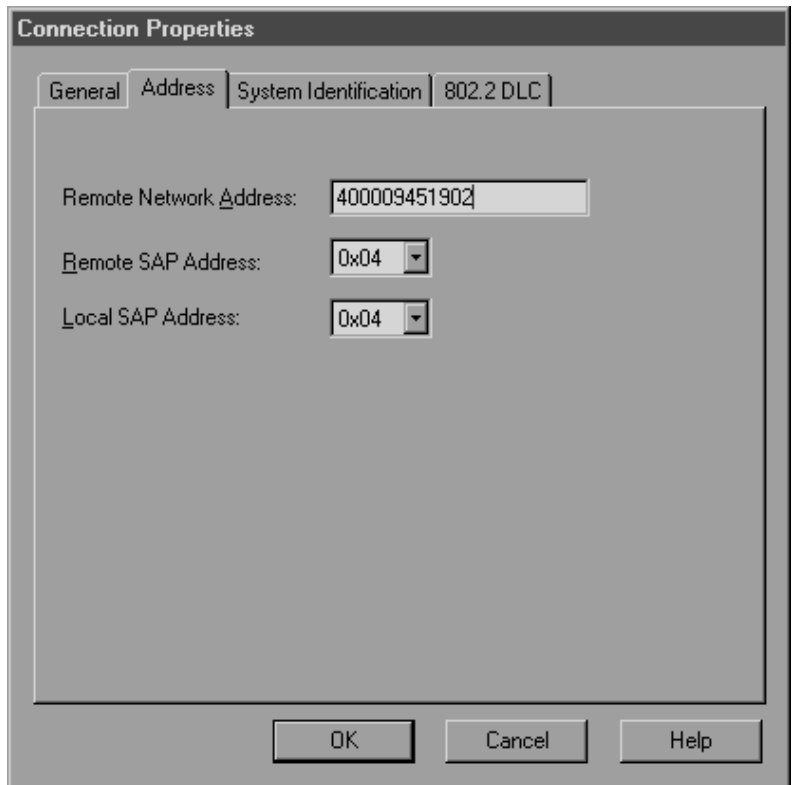 Connection Properties
General Address System Identification 802.2 DLC
Remote Network Address: 400009451902
Remote SAP Address: 0x04
Local SAP Address: 0x04
OK Cancel Help